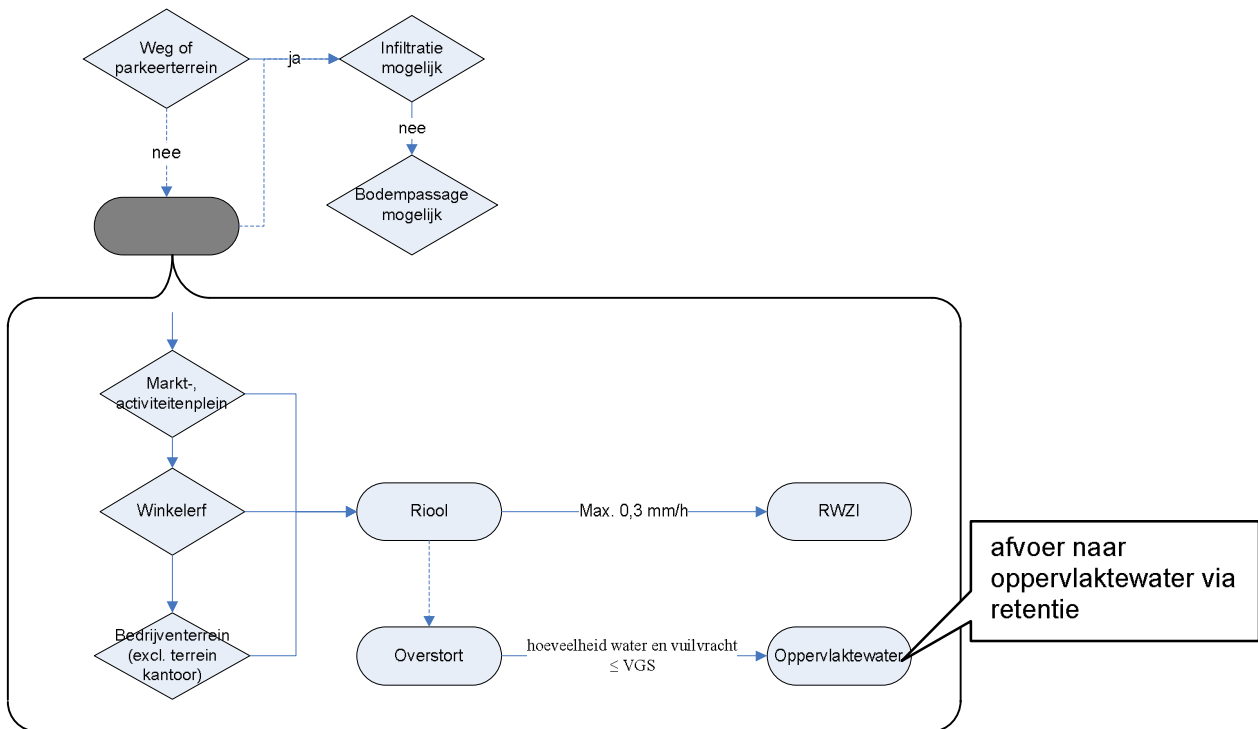 Weg of
parkeerterrein
ja
Infiltratie
mogelijk
nee
nee
Bodempassage
mogelijk
Markt-,
activiteitenplein
Winkelerf
Riool
Max. 0,3 mm/h
RWZI
afvoer naar
oppervlaktewater via
retentie
Bedrijventerrein
(excl. terrein
kantoor)
Overstort
hoeveelheid water en vuilvracht
≤ VGS
Oppervlaktewater